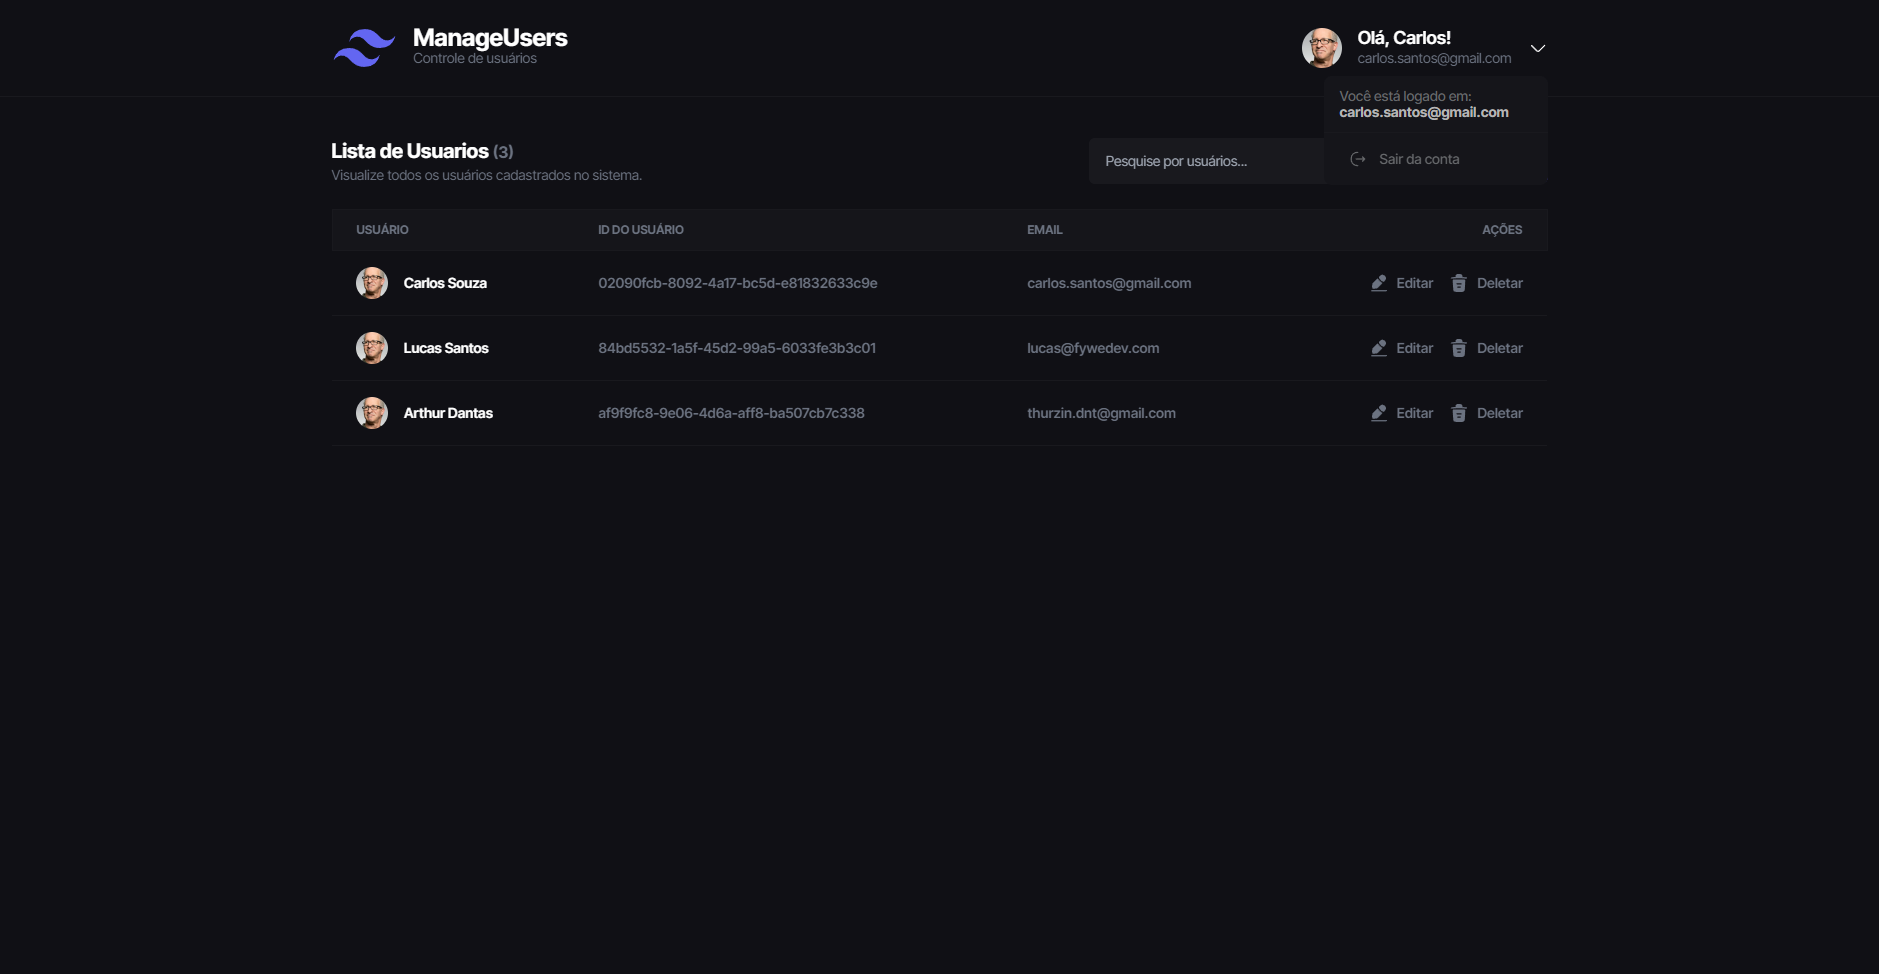 ManageUsers
Controle de usuários
Olá, Carlos!
carlos.santos@gmail.com
Você está logado em:
carlos.santos@gmail.com
Sair da conta
Lista de Usuarios (3)
Visualize todos os usuários cadastrados no sistema.
Pesquise por usuários...
USUÁRIO ID DO USUÁRIO EMAIL AÇÕES
Carlos Souza 02090fcb-8092-4a17-bc5d-e81832633c9e carlos.santos@gmail.com Editar Deletar
Lucas Santos 84bd5532-1a5f-45d2-99a5-6033fe3b3c01 lucas@fywedev.com Editar Deletar
Arthur Dantas af9f9fc8-9e06-4d6a-aff8-ba507cb7c338 thurzin.dnt@gmail.com Editar Deletar